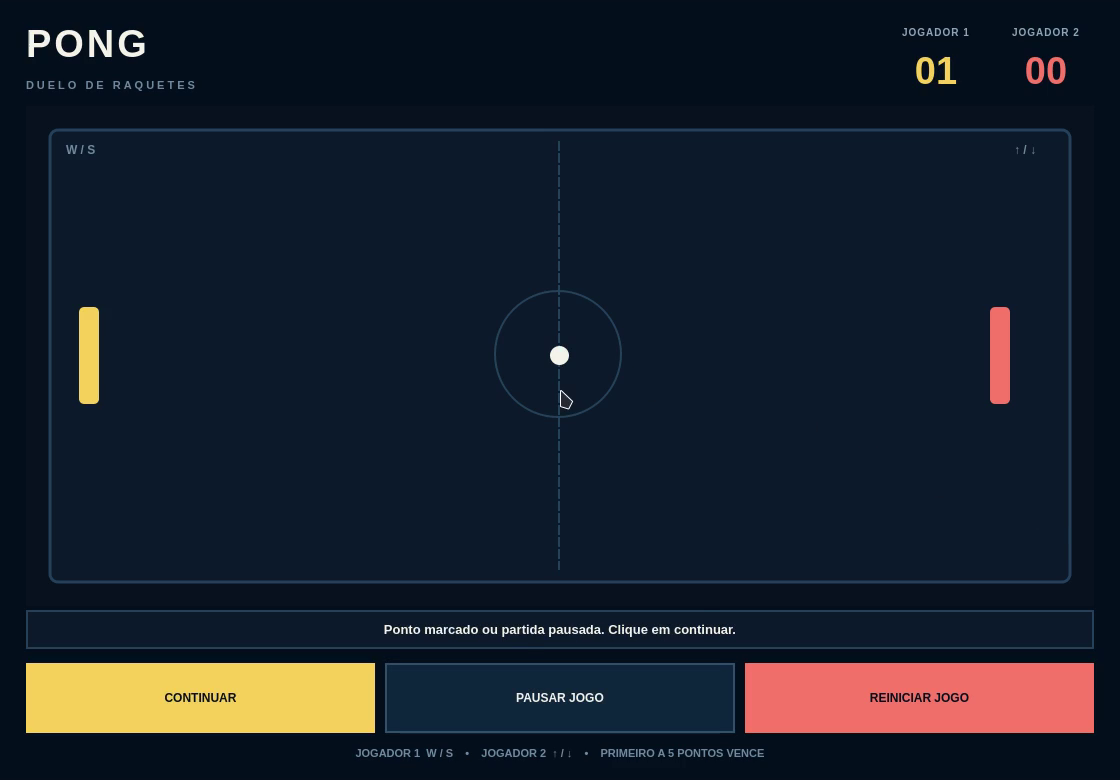 PONG
DUELO DE RAQUETES
JOGADOR 1
01
JOGADOR 2
00
W / S
↑ / ↓
Ponto marcado ou partida pausada. Clique em continuar.
CONTINUAR
PAUSAR JOGO
REINICIAR JOGO
JOGADOR 1 W / S • JOGADOR 2 ↑ / ↓ • PRIMEIRO A 5 PONTOS VENCE